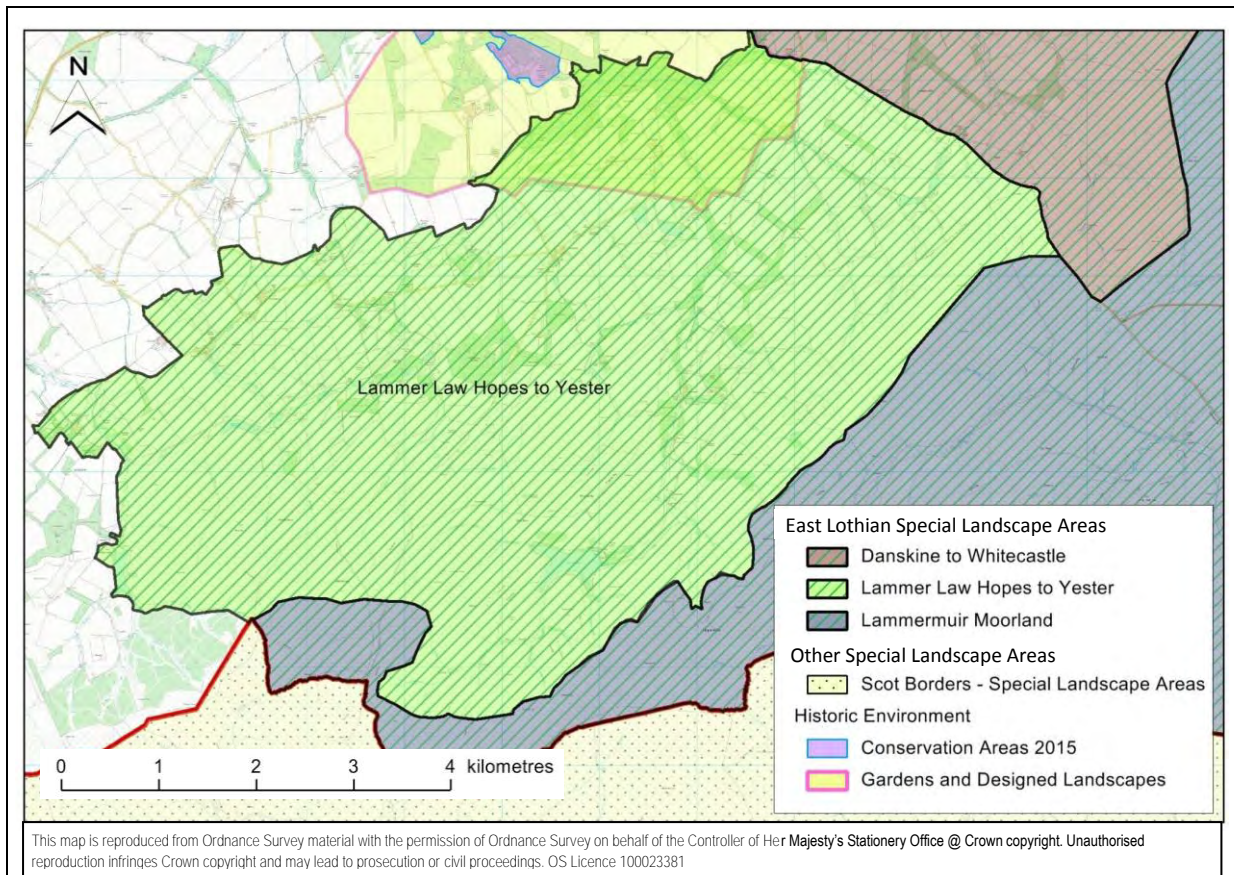 N
Lammer Law Hopes to Yester
East Lothian Special Landscape Areas
Danskine to Whitecastle
Lammer Law Hopes to Yester
Lammermuir Moorland
Other Special Landscape Areas
Scot Borders - Special Landscape Areas
Historic Environment
Conservation Areas 2015
Gardens and Designed Landscapes
0 1 2 3 4 kilometres
This map is reproduced from Ordnance Survey material with the permission of Ordnance Survey on behalf of the Controller of Her Majesty's Stationery Office @ Crown copyright. Unauthorised
reproduction infringes Crown copyright and may lead to prosecution or civil proceedings. OS Licence 100023381